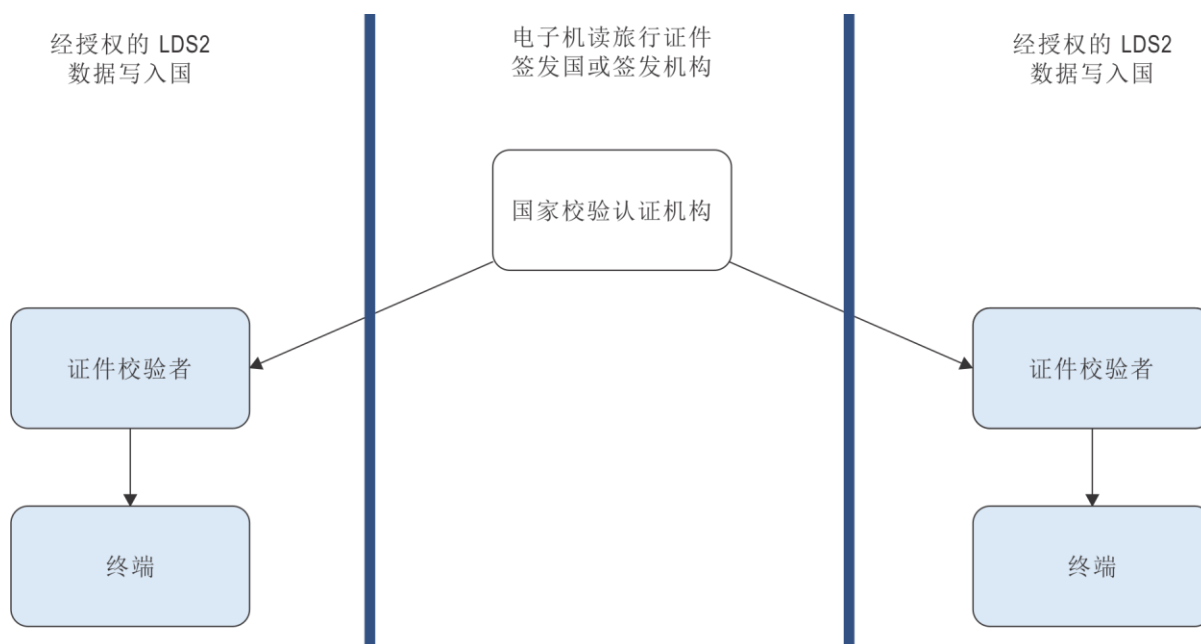 经授权的 LDS2
数据写入国
电子机读旅行证件
签发国或签发机构
经授权的 LDS2
数据写入国
国家校验认证机构
证件校验者
证件校验者
终端
终端